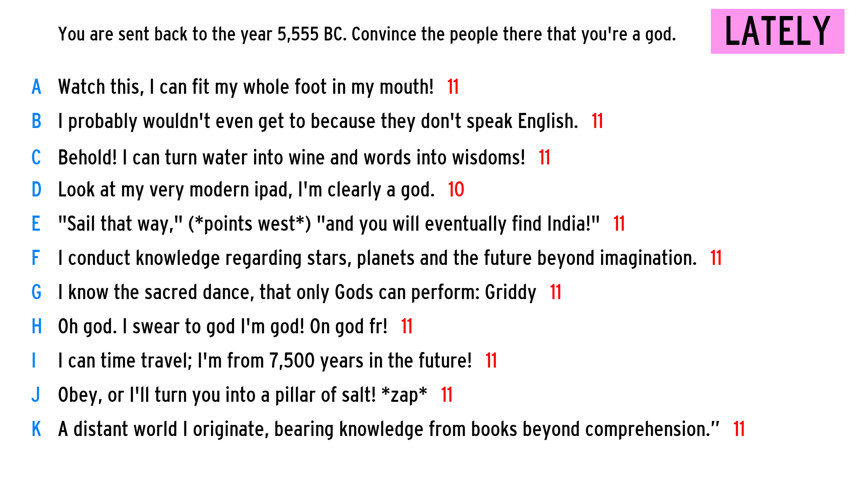 You are sent back to the year 5,555 BC. Convince the people there that you're a god.
LATELY
A Watch this, I can fit my whole foot in my mouth! 11
B I probably wouldn't even get to because they don't speak English. 11
C Behold! I can turn water into wine and words into wisdoms! 11
D Look at my very modern ipad, I'm clearly a god. 10
E "Sail that way," (*points west*) "and you will eventually find India!" 11
F I conduct knowledge regarding stars, planets and the future beyond imagination. 11
G I know the sacred dance, that only Gods can perform: Griddy 11
H Oh god. I swear to god I'm god! On god fr! 11
I I can time travel; I'm from 7,500 years in the future! 11
J Obey, or I'll turn you into a pillar of salt! *zap* 11
K A distant world I originate, bearing knowledge from books beyond comprehension.” 11